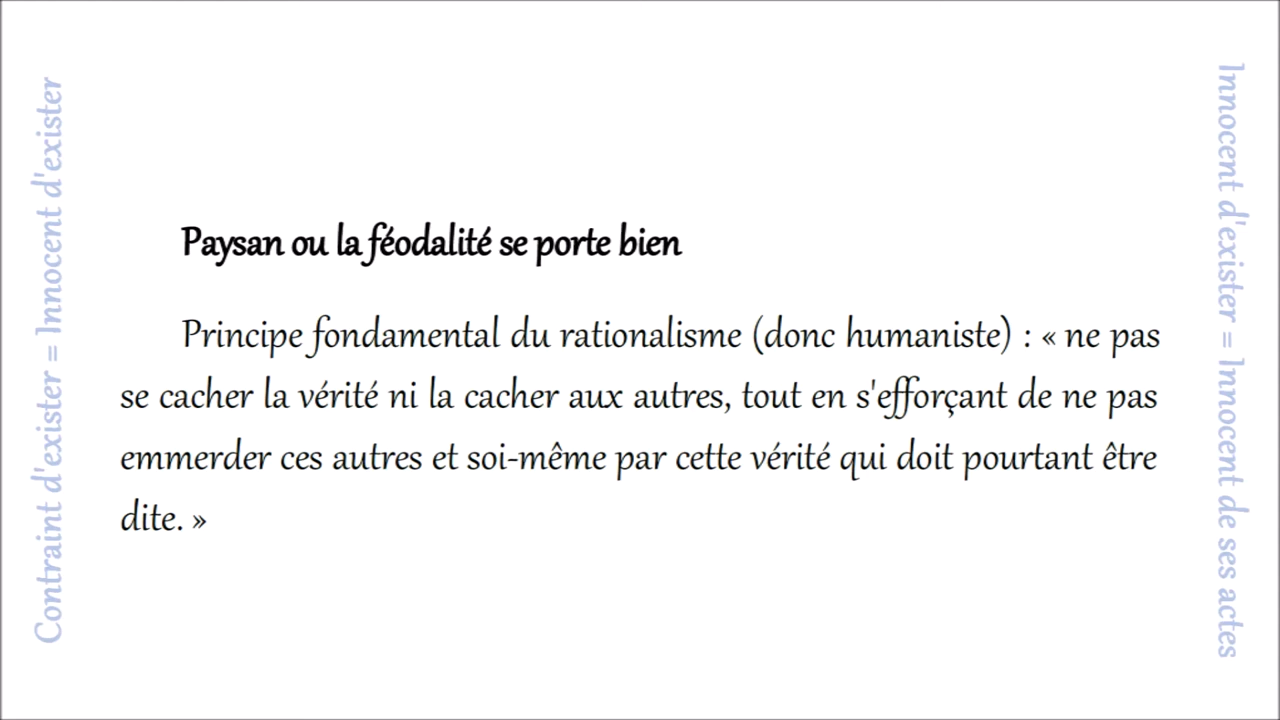 Contraint d'exister = Innocent d'exister
Paysan ou la féodalité se porte bien
Principe fondamental du rationalisme (donc humaniste) : « ne pas
se cacher la vérité ni la cacher aux autres, tout en s'efforçant de ne pas
emmerder ces autres et soi-même par cette vérité qui doit pourtant être
dite. »
Innocent d'exister = Innocent de ses actes